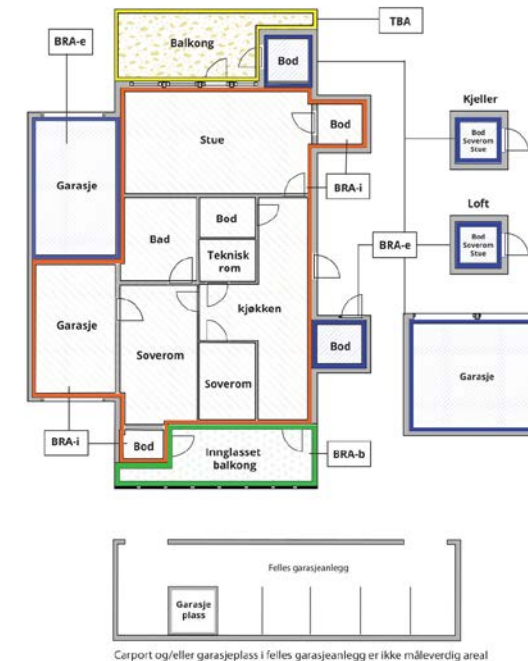 TBA
BRA-e
Balkong
Bod
Kjeller
Bod
Soverom
Stue
Stue
Bod
Garasje
BRA-i
Loft
Bod
Soverom
Stue
Bad
Bod
Teknisk
rom
BRA-e
Garasje
kjøkken
Bod
Soverom
Soverom
Garasje
BRA-i
Bod
Innglasset
balkong
BRA-b
Felles garasjeanlegg
Garasje
plass
Carport og/eller garasjeplass i felles garasjeanlegg er ikke måleverdig areal